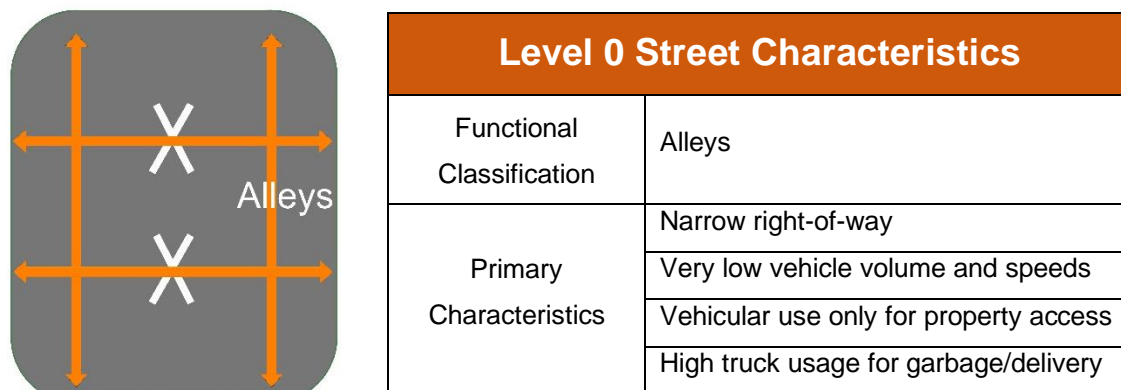 Alleys
Level 0 Street Characteristics
Functional
Classification
Alleys
Primary
Characteristics
Narrow right-of-way
Very low vehicle volume and speeds
Vehicular use only for property access
High truck usage for garbage/delivery